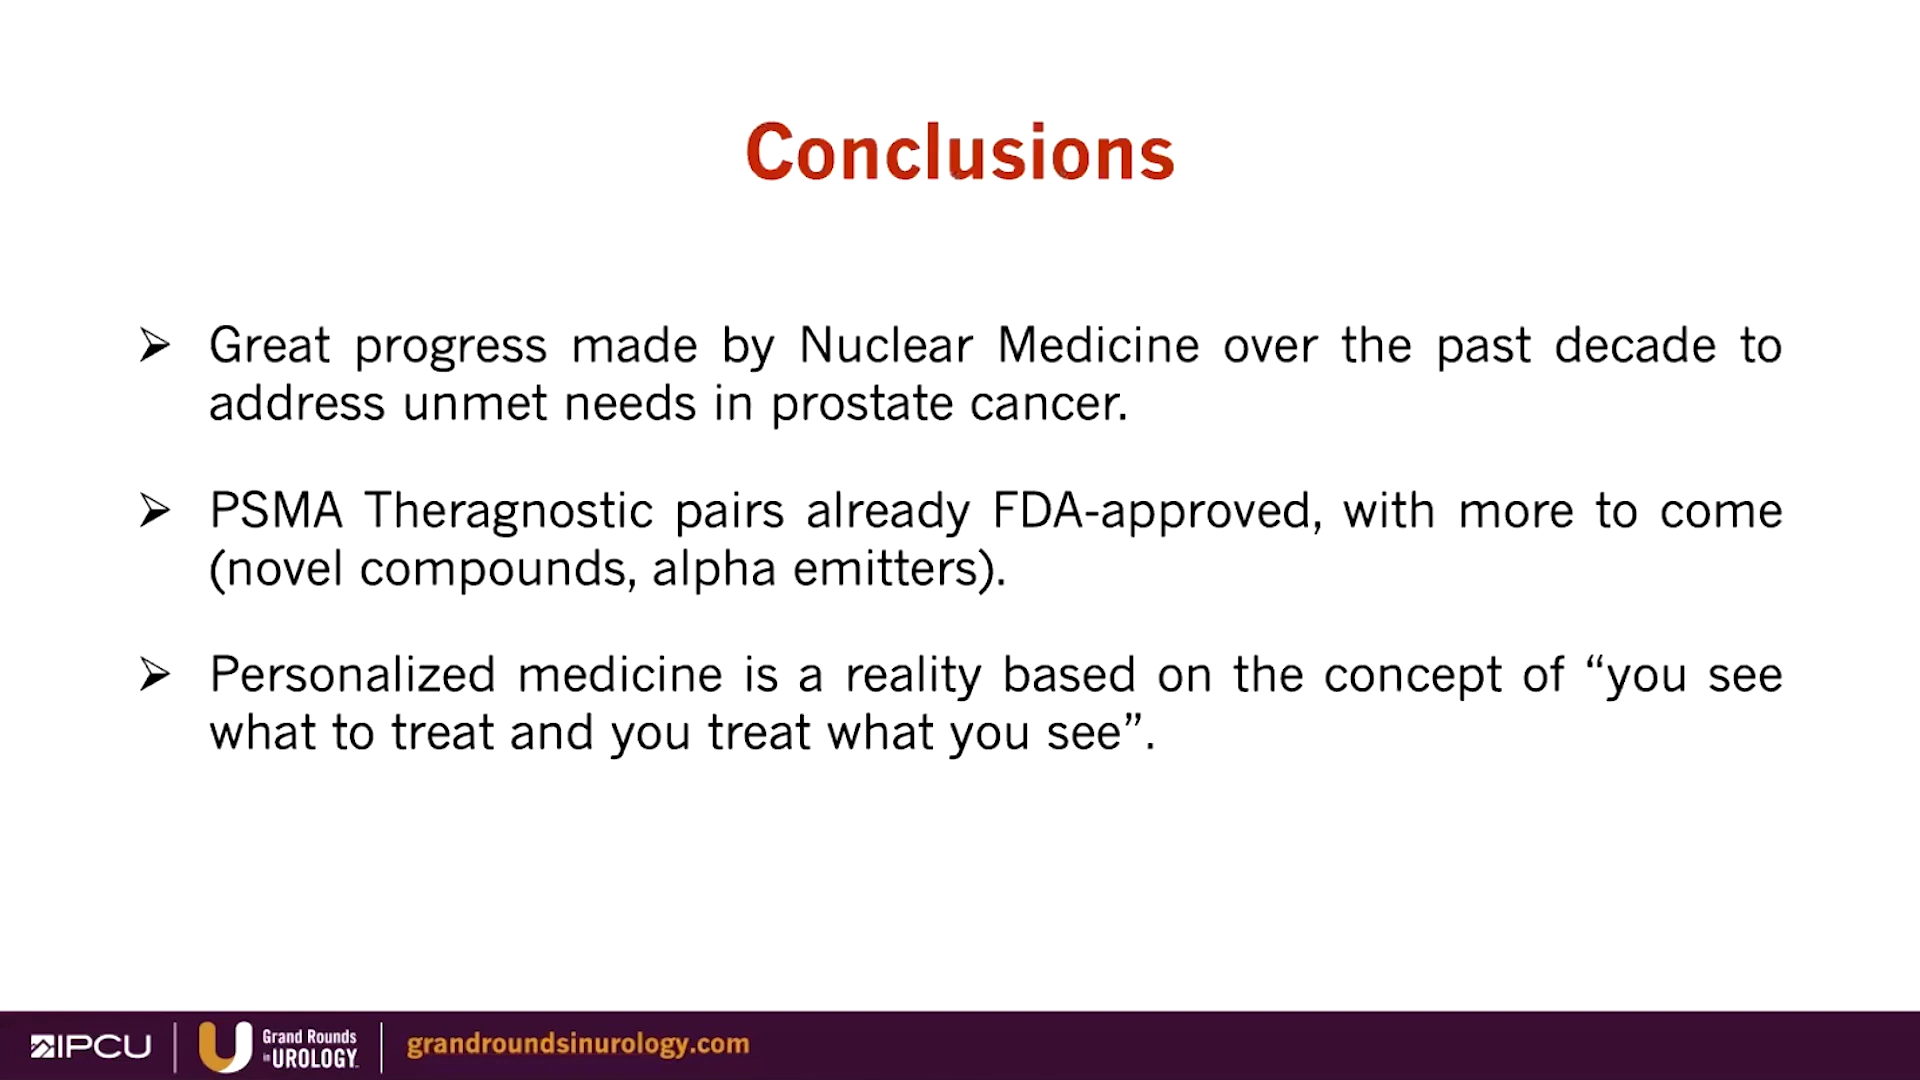 Conclusions
➢ Great progress made by Nuclear Medicine over the past decade to
address unmet needs in prostate cancer.
➢ PSMA Theragnostic pairs already FDA-approved, with more to come
(novel compounds, alpha emitters).
➢ Personalized medicine is a reality based on the concept of “you see
what to treat and you treat what you see”.
IPCU
Grand Rounds
in UROLOGY
grandroundsinurology.com